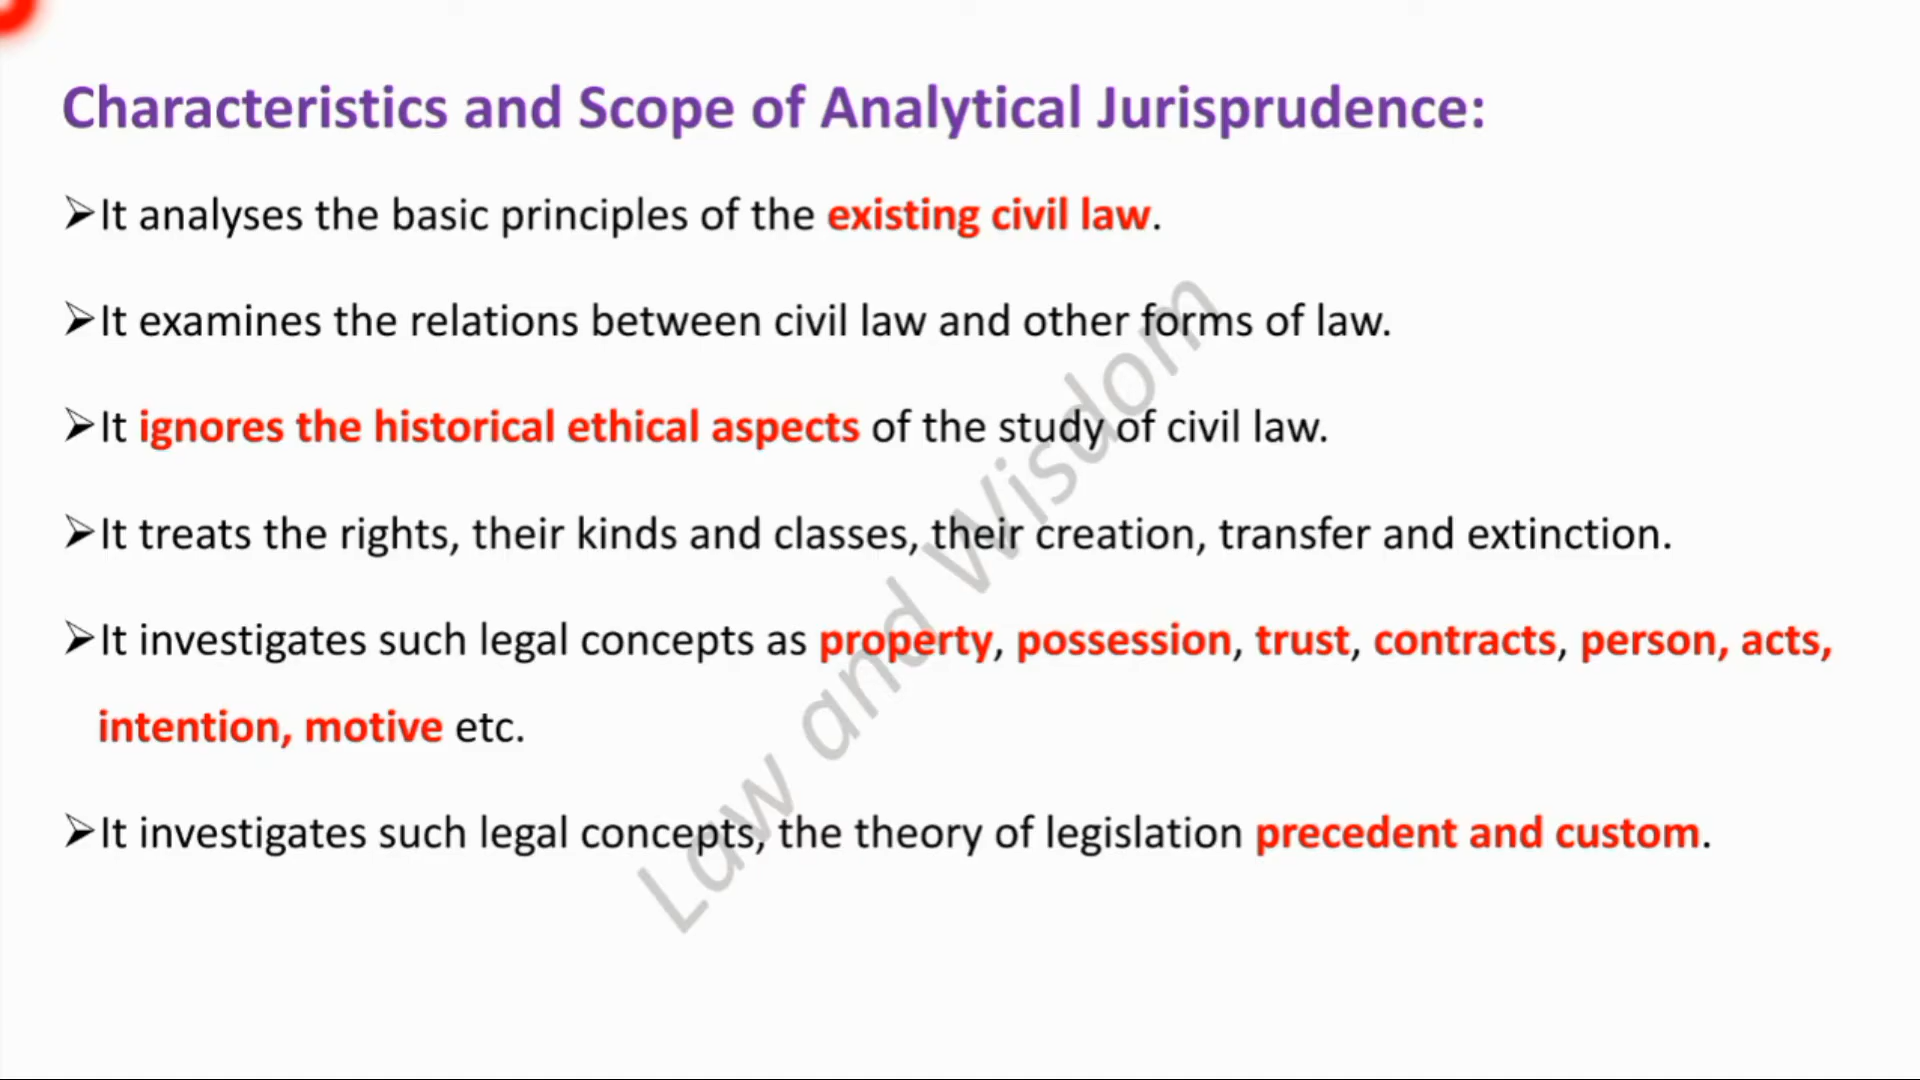 Characteristics and Scope of Analytical Jurisprudence:
➢It analyses the basic principles of the existing civil law.
➢It examines the relations between civil law and other forms of law.
➢It ignores the historical ethical aspects of the study of civil law.
➢It treats the rights, their kinds and classes, their creation, transfer and extinction.
➢It investigates such legal concepts as property, possession, trust, contracts, person, acts,
intention, motive etc.
➢It investigates such legal concepts, the theory of legislation precedent and custom.
Law and Wisdom